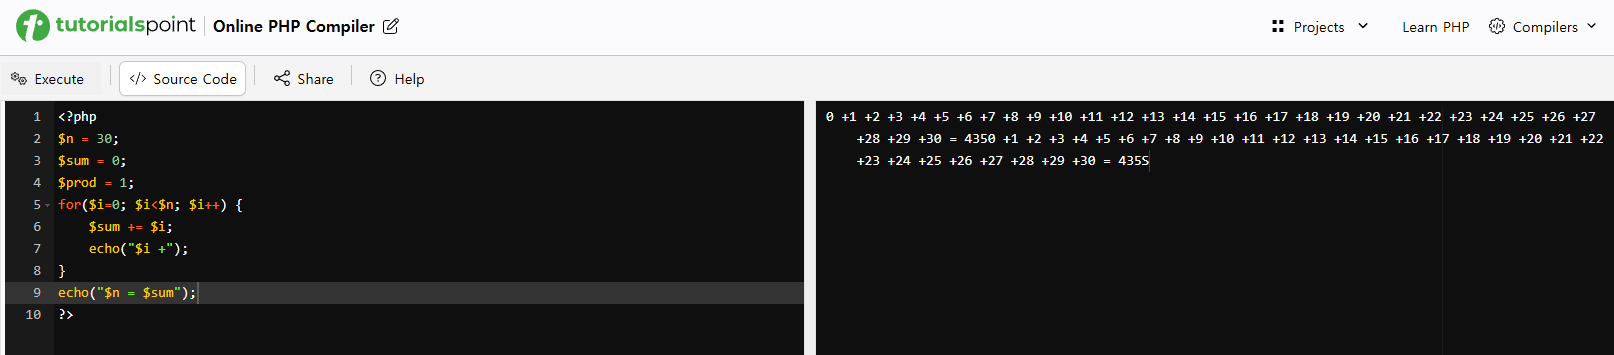 tutorialspoint Online PHP Compiler Projects Learn PHP Compilers
Execute </> Source Code Share Help
1 <?php
2 $n = 30;
3 $sum = 0;
4 $prod = 1;
5 for($i=0; $i<$n; $i++) {
6 $sum += $i;
7 echo("$i +");
8 }
9 echo("$n = $sum");
10 ?>
0 +1 +2 +3 +4 +5 +6 +7 +8 +9 +10 +11 +12 +13 +14 +15 +16 +17 +18 +19 +20 +21 +22 +23 +24 +25 +26 +27
+28 +29 +30 = 4350 +1 +2 +3 +4 +5 +6 +7 +8 +9 +10 +11 +12 +13 +14 +15 +16 +17 +18 +19 +20 +21 +22
+23 +24 +25 +26 +27 +28 +29 +30 = 435S